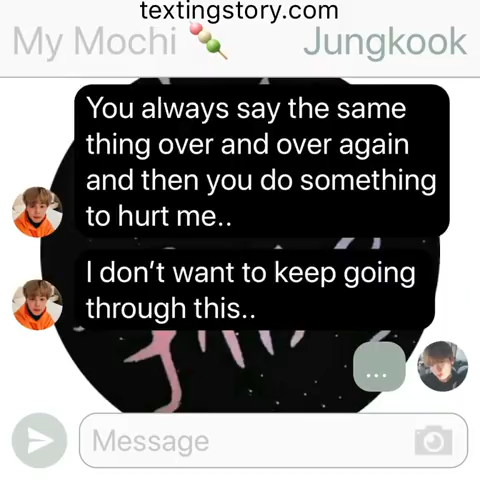 textingstory.com
My Mochi 🍡 Jungkook
You always say the same
thing over and over again
and then you do something
to hurt me..
I don't want to keep going
through this..
...
Message